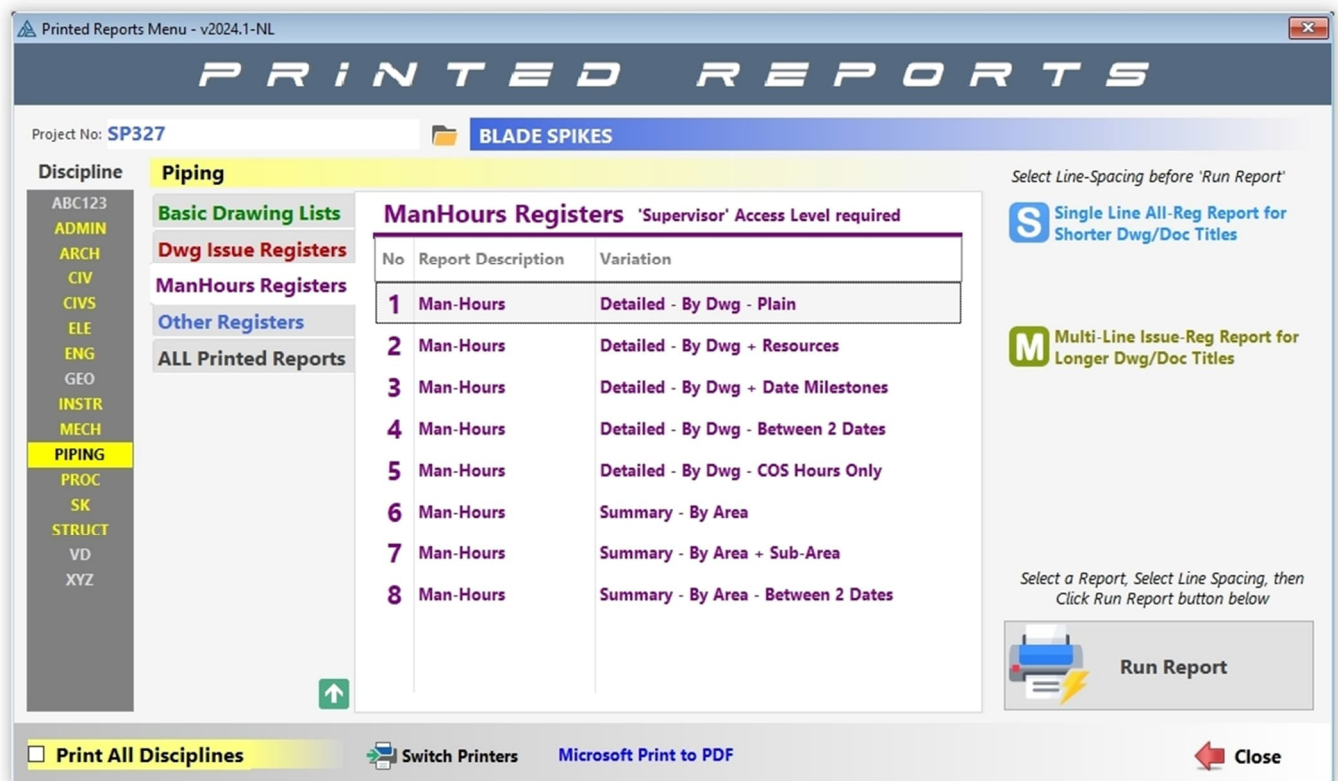 Printed Reports Menu - v2024.1-NL
PRiNTED REPORTS
Project No: SP327
BLADE SPIKES
Discipline
ABC123
ADMIN
ARCH
CIV
CIVS
ELE
ENG
GEO
INSTR
MECH
PIPING
PROC
SK
STRUCT
VD
XYZ
Piping
Basic Drawing Lists
Dwg Issue Registers
ManHours Registers
Other Registers
ALL Printed Reports
ManHours Registers 'Supervisor' Access Level required
No Report Description Variation
1 Man-Hours Detailed - By Dwg - Plain
2 Man-Hours Detailed - By Dwg + Resources
3 Man-Hours Detailed - By Dwg + Date Milestones
4 Man-Hours Detailed - By Dwg - Between 2 Dates
5 Man-Hours Detailed - By Dwg - COS Hours Only
6 Man-Hours Summary - By Area
7 Man-Hours Summary - By Area + Sub-Area
8 Man-Hours Summary - By Area - Between 2 Dates
Select Line-Spacing before 'Run Report'
S
Single Line All-Reg Report for
Shorter Dwg/Doc Titles
M
Multi-Line Issue-Reg Report for
Longer Dwg/Doc Titles
Select a Report, Select Line Spacing, then
Click Run Report button below
Run Report
Print All Disciplines
Switch Printers
Microsoft Print to PDF
Close